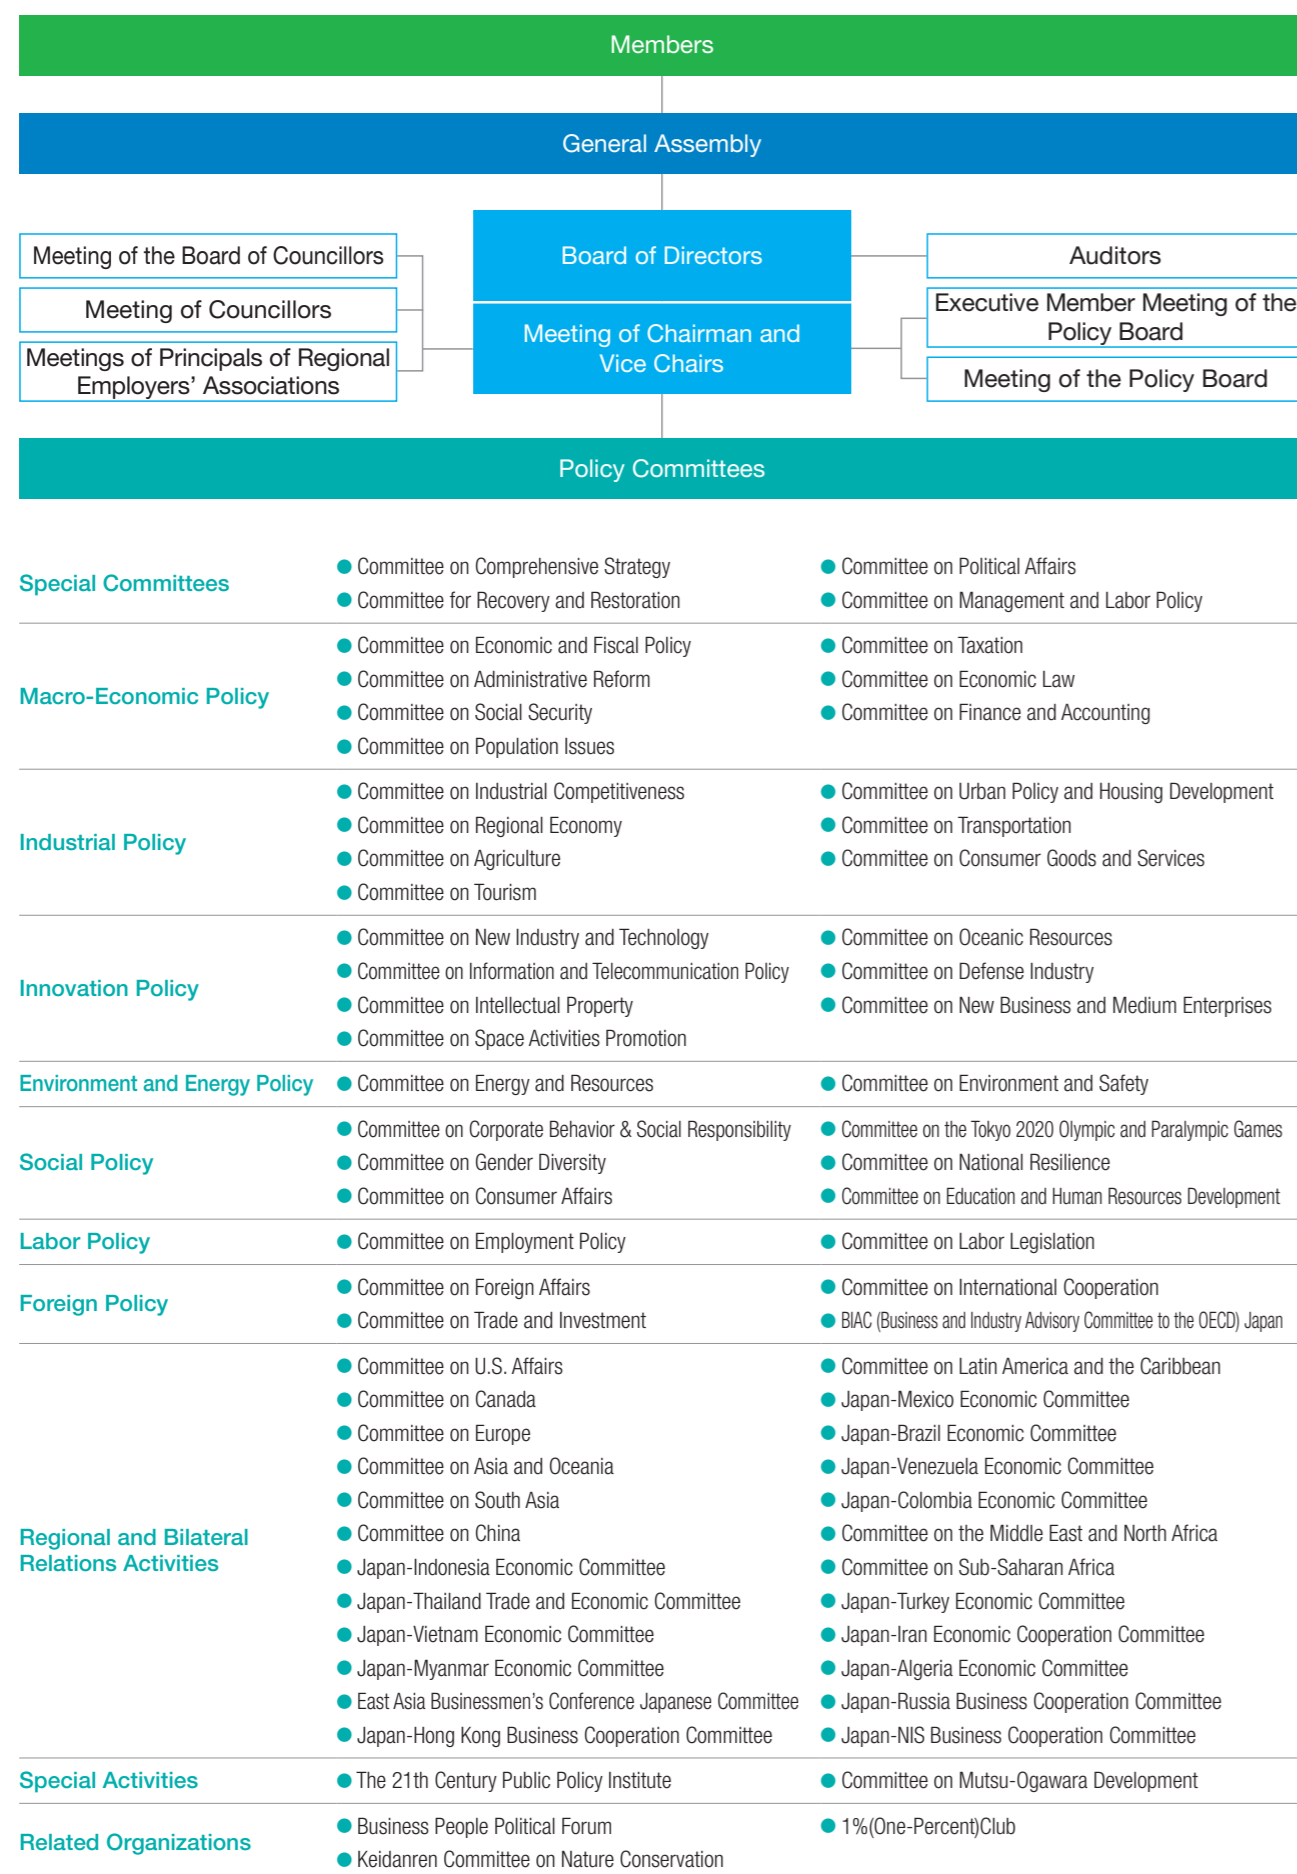 Members
General Assembly
Meeting of the Board of Councillors
Meeting of Councillors
Meetings of Principals of Regional
Employers’ Associations
Board of Directors
Meeting of Chairman and
Vice Chairs
Auditors
Executive Member Meeting of the
Policy Board
Meeting of the Policy Board
Policy Committees
Special Committees
● Committee on Comprehensive Strategy
● Committee for Recovery and Restoration
● Committee on Political Affairs
● Committee on Management and Labor Policy
Macro-Economic Policy
● Committee on Economic and Fiscal Policy
● Committee on Administrative Reform
● Committee on Social Security
● Committee on Population Issues
● Committee on Taxation
● Committee on Economic Law
● Committee on Finance and Accounting
Industrial Policy
● Committee on Industrial Competitiveness
● Committee on Regional Economy
● Committee on Agriculture
● Committee on Tourism
● Committee on Urban Policy and Housing Development
● Committee on Transportation
● Committee on Consumer Goods and Services
Innovation Policy
● Committee on New Industry and Technology
● Committee on Information and Telecommunication Policy
● Committee on Intellectual Property
● Committee on Space Activities Promotion
● Committee on Oceanic Resources
● Committee on Defense Industry
● Committee on New Business and Medium Enterprises
Environment and Energy Policy
● Committee on Energy and Resources
● Committee on Environment and Safety
Social Policy
● Committee on Corporate Behavior & Social Responsibility
● Committee on Gender Diversity
● Committee on Consumer Affairs
● Committee on the Tokyo 2020 Olympic and Paralympic Games
● Committee on National Resilience
● Committee on Education and Human Resources Development
Labor Policy
● Committee on Employment Policy
● Committee on Labor Legislation
Foreign Policy
● Committee on Foreign Affairs
● Committee on Trade and Investment
● Committee on International Cooperation
● BIAC (Business and Industry Advisory Committee to the OECD) Japan
Regional and Bilateral
Relations Activities
● Committee on U.S. Affairs
● Committee on Canada
● Committee on Europe
● Committee on Asia and Oceania
● Committee on South Asia
● Committee on China
● Japan-Indonesia Economic Committee
● Japan-Thailand Trade and Economic Committee
● Japan-Vietnam Economic Committee
● Japan-Myanmar Economic Committee
● East Asia Businessmen’s Conference Japanese Committee
● Japan-Hong Kong Business Cooperation Committee
● Committee on Latin America and the Caribbean
● Japan-Mexico Economic Committee
● Japan-Brazil Economic Committee
● Japan-Venezuela Economic Committee
● Japan-Colombia Economic Committee
● Committee on the Middle East and North Africa
● Committee on Sub-Saharan Africa
● Japan-Turkey Economic Committee
● Japan-Iran Economic Cooperation Committee
● Japan-Algeria Economic Committee
● Japan-Russia Business Cooperation Committee
● Japan-NIS Business Cooperation Committee
Special Activities
● The 21th Century Public Policy Institute
● Committee on Mutsu-Ogawara Development
Related Organizations
● Business People Political Forum
● Keidanren Committee on Nature Conservation
● 1%(One-Percent)Club